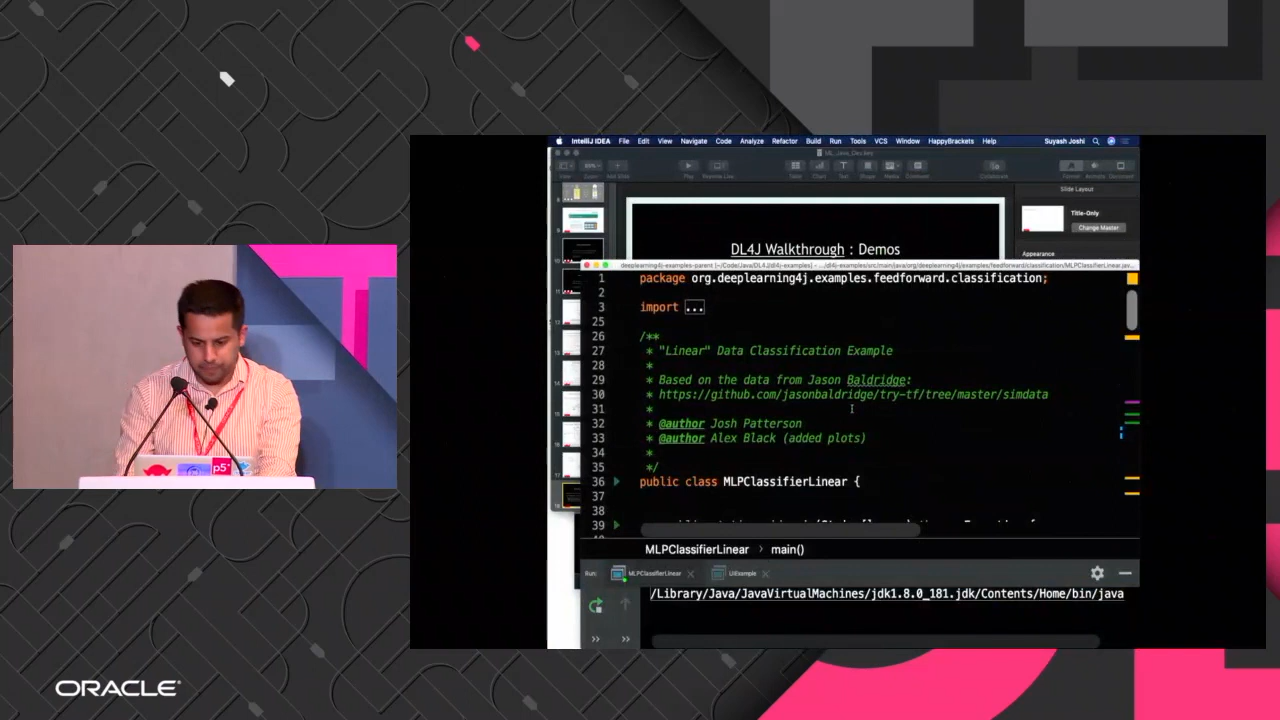 IntelliJ IDEA File Edit View Navigate Code Analyze Refactor Build Run Tools VCS Window HappyBrackets Help Suyash Joshi
Slide Layout
Title-Only
Change Master
Appearance
DL4J Walkthrough : Demos
1 package org.deeplearning4j.examples.feedforward.classification;
2
3 import ...
25
26 /**
27 * "Linear" Data Classification Example
28 *
29 * Based on the data from Jason Baldridge:
30 * https://github.com/jasonbaldridge/try-tf/tree/master/simdata
31 *
32 * @author Josh Patterson
33 * @author Alex Black (added plots)
34 *
35 */
36 public class MLPClassifierLinear {
37
38
39
MLPClassifierLinear › main()
Run: MLPClassifierLinear UiExample
/Library/Java/JavaVirtualMachines/jdk1.8.0_181.jdk/Contents/Home/bin/java
p5*
ORACLE